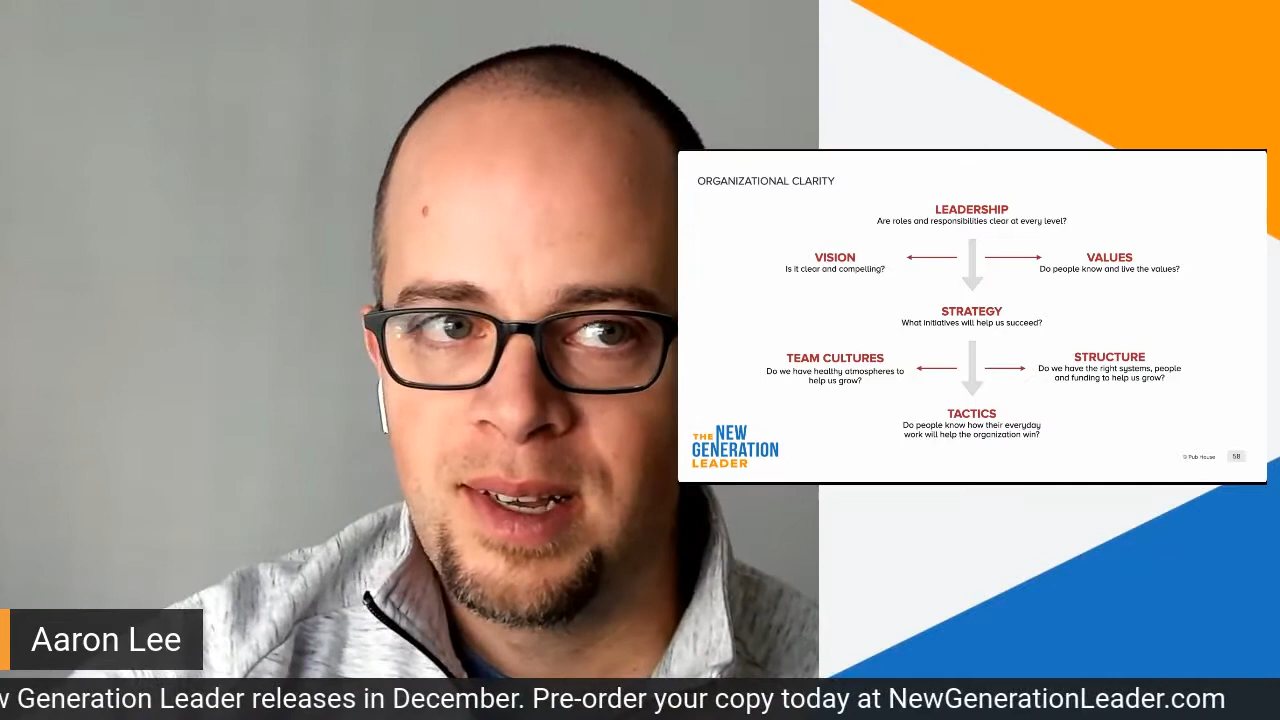 ORGANIZATIONAL CLARITY
LEADERSHIP
Are roles and responsibilities clear at every level?
VISION
Is it clear and compelling?
VALUES
Do people know and live the values?
STRATEGY
What initiatives will help us succeed?
TEAM CULTURES
Do we have healthy atmospheres to
help us grow?
STRUCTURE
Do we have the right systems, people
and funding to help us grow?
TACTICS
Do people know how their everyday
work will help the organization win?
THE NEW
GENERATION
LEADER
© Pub House
58
Aaron Lee
w Generation Leader releases in December. Pre-order your copy today at NewGenerationLeader.com